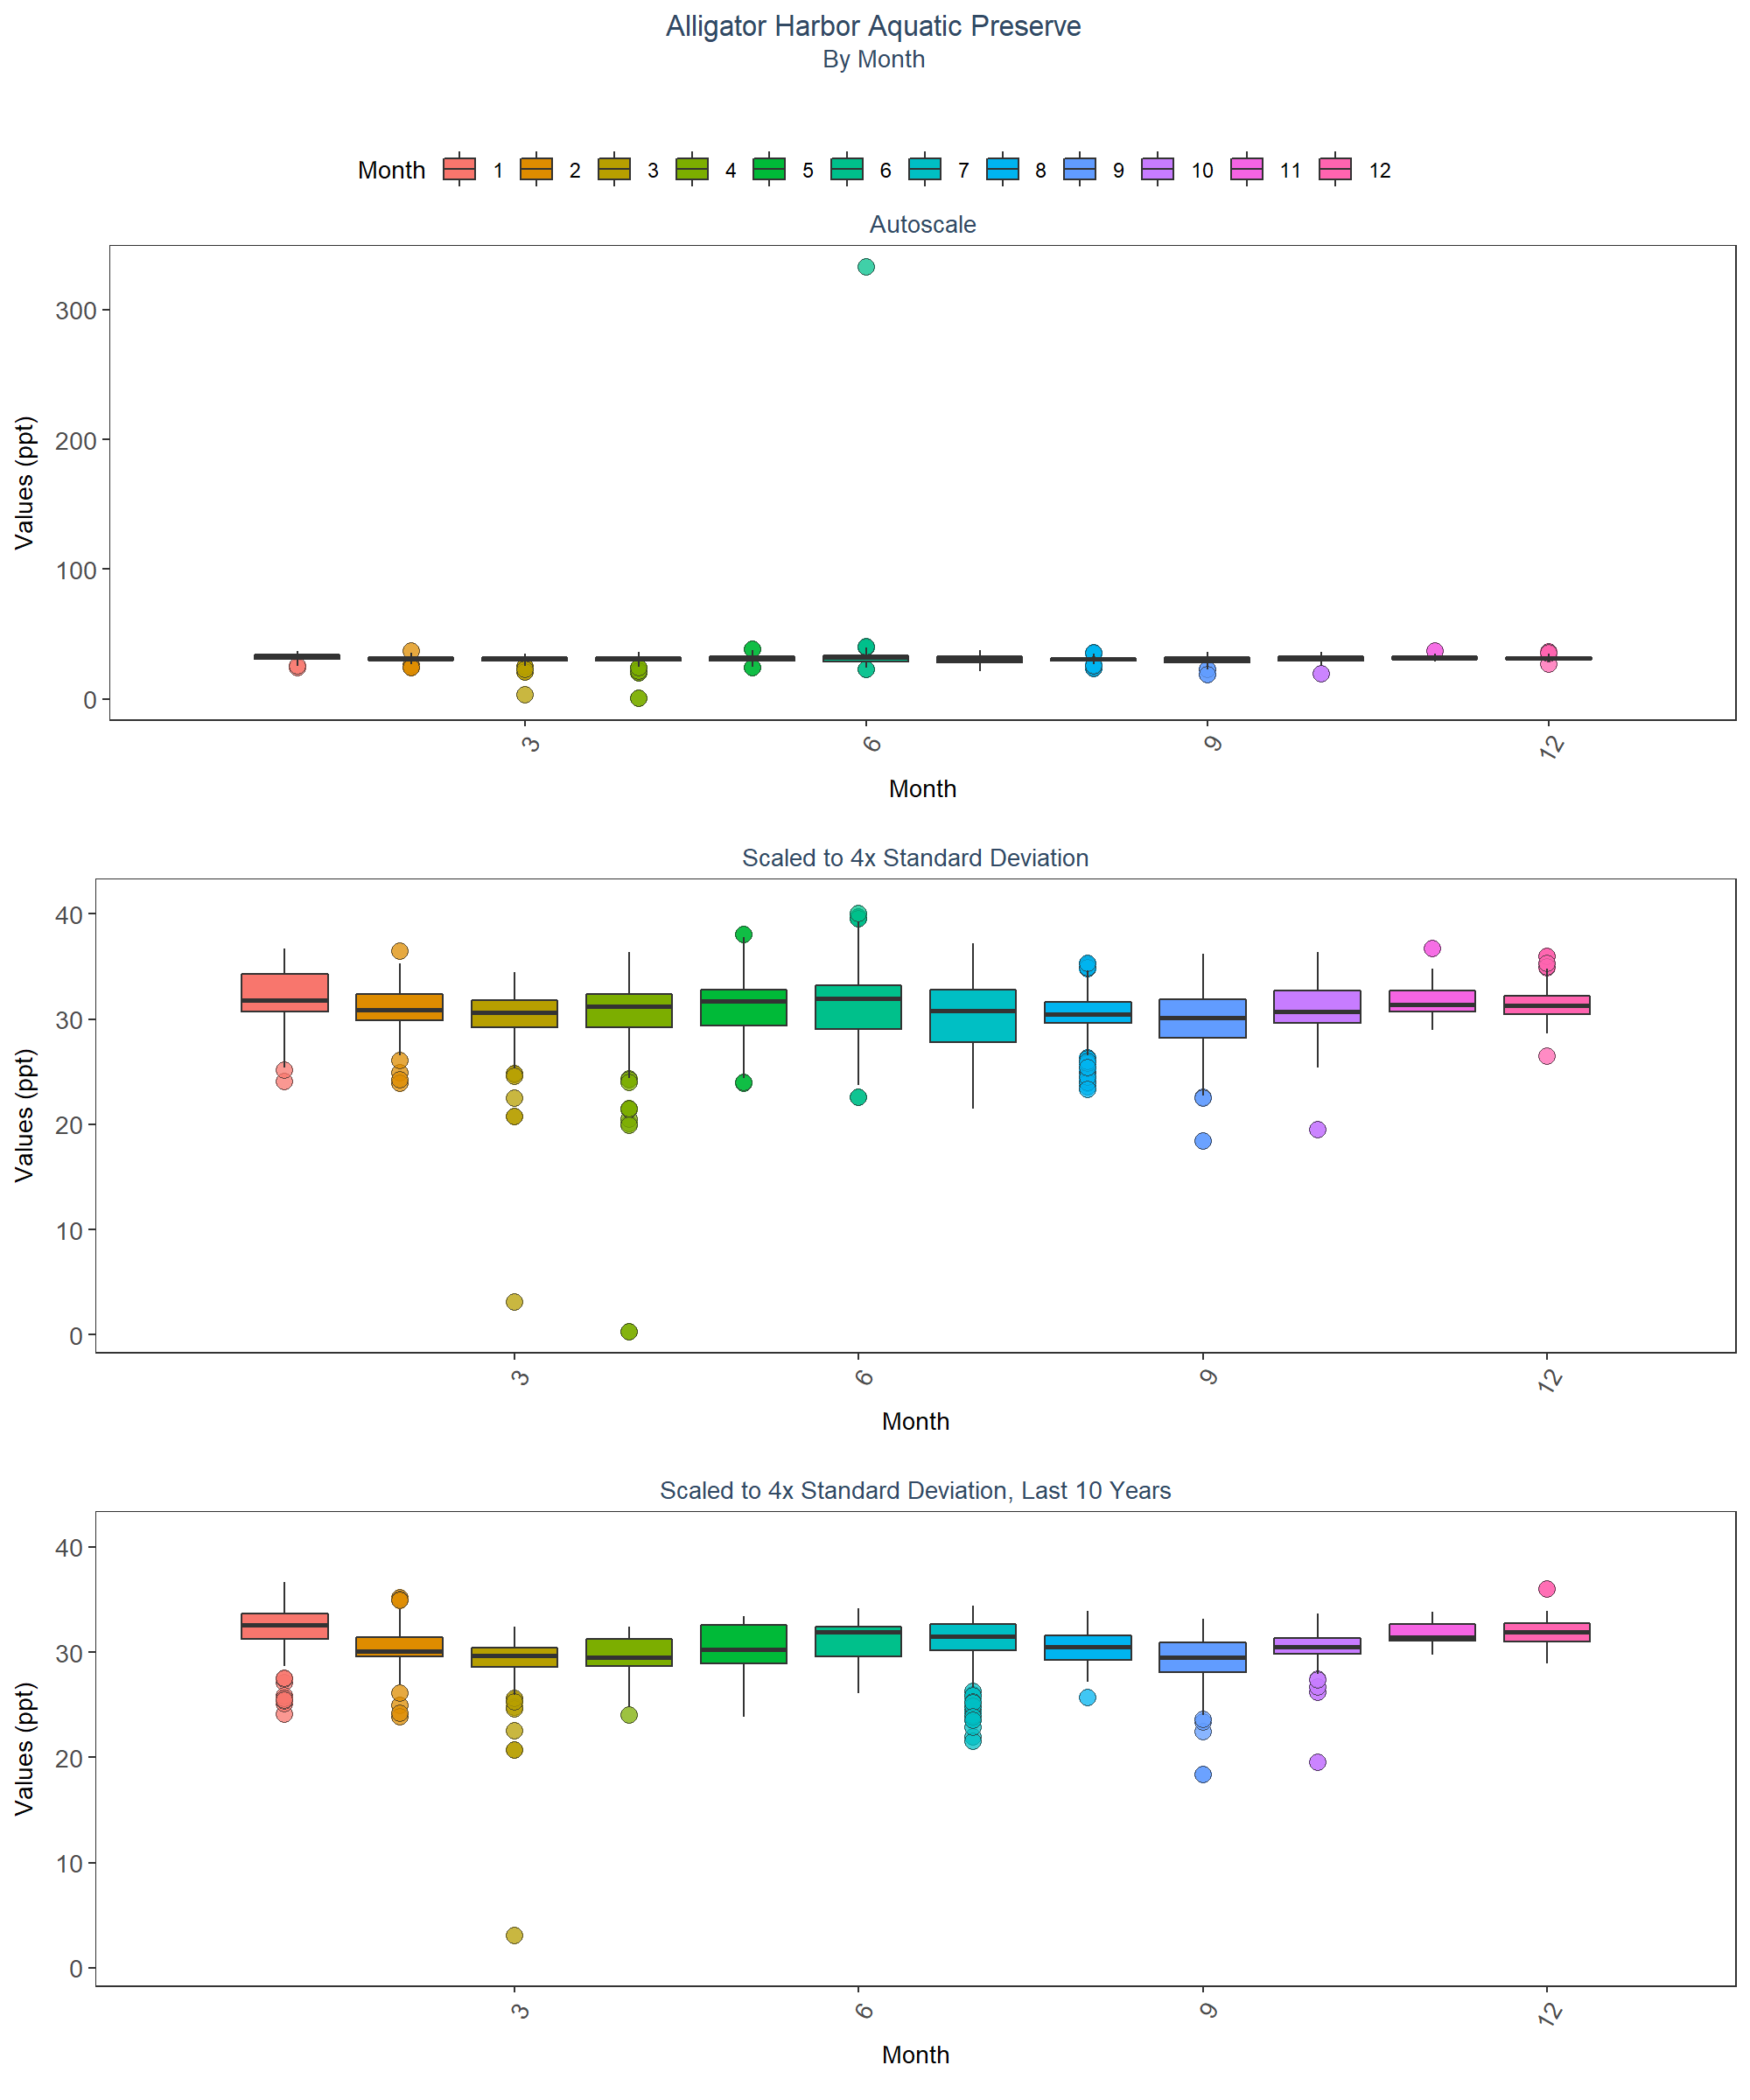 Alligator Harbor Aquatic Preserve
By Month
Month 1 2 3 4 5 6 7 8 9 10 11 12
Autoscale
Values (ppt)
300
200
100
0
3 6 9 12
Month
Scaled to 4x Standard Deviation
Values (ppt)
40
30
20
10
0
3 6 9 12
Month
Scaled to 4x Standard Deviation, Last 10 Years
Values (ppt)
40
30
20
10
0
3 6 9 12
Month